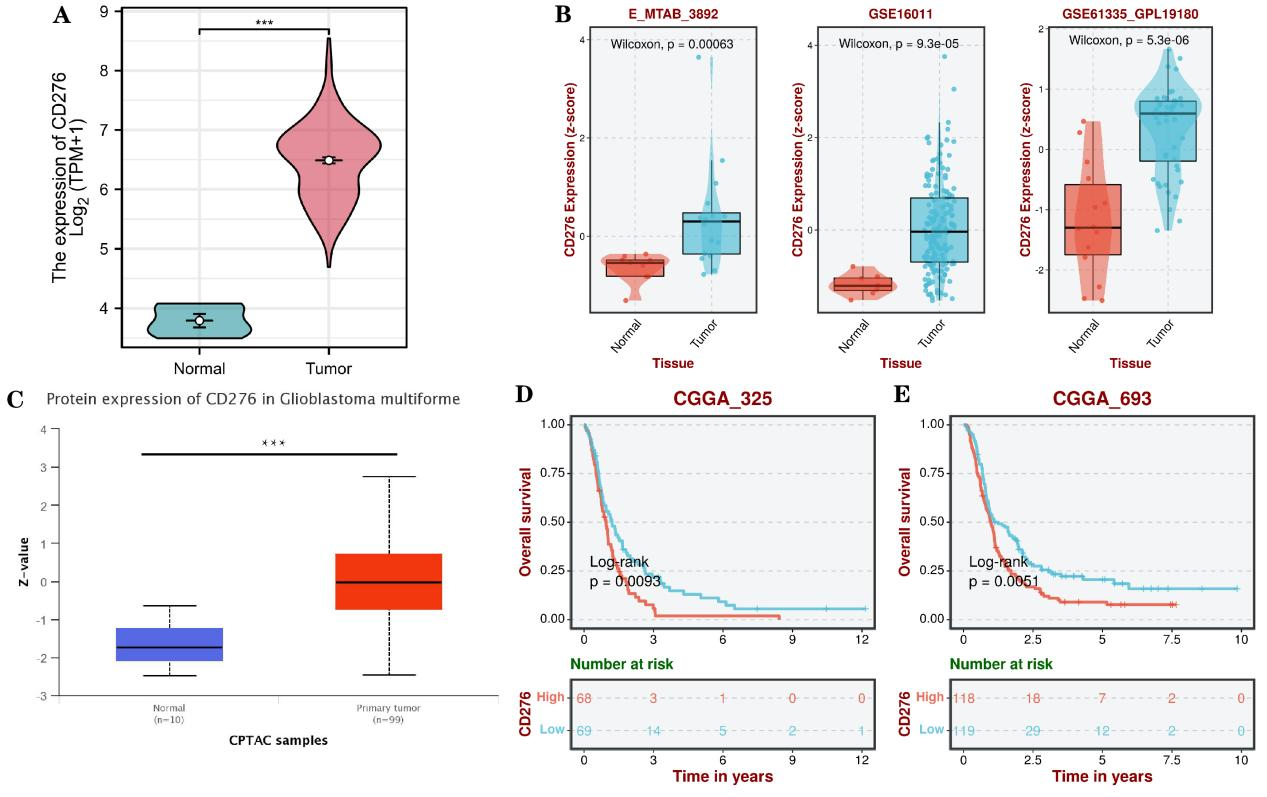 A
The expression of CD276
Log2 (TPM+1)
9
8
7
6
5
4
***
Normal
Tumor
B
E_MTAB_3892
CD276 Expression (z-score)
4
2
0
Wilcoxon, p = 0.00063
Normal
Tumor
Tissue
GSE16011
CD276 Expression (z-score)
4
2
0
Wilcoxon, p = 9.3e-05
Normal
Tumor
Tissue
GSE61335_GPL19180
CD276 Expression (z-score)
2
1
0
-1
-2
Wilcoxon, p = 5.3e-06
Normal
Tumor
Tissue
C
Protein expression of CD276 in Glioblastoma multiforme
Z-value
4
3
2
1
0
-1
-2
-3
***
Normal
(n=10)
Primary tumor
(n=99)
CPTAC samples
D
CGGA_325
Overall survival
1.00
0.75
0.50
0.25
0.00
Log-rank
p = 0.0093
0 3 6 9 12
Number at risk
CD276
High 68 3 1 0 0
Low 69 14 5 2 1
0 3 6 9 12
Time in years
E
CGGA_693
Overall survival
1.00
0.75
0.50
0.25
0.00
Log-rank
p = 0.0051
0 2.5 5 7.5 10
Number at risk
CD276
High 118 18 7 2 0
Low 119 29 12 2 0
0 2.5 5 7.5 10
Time in years